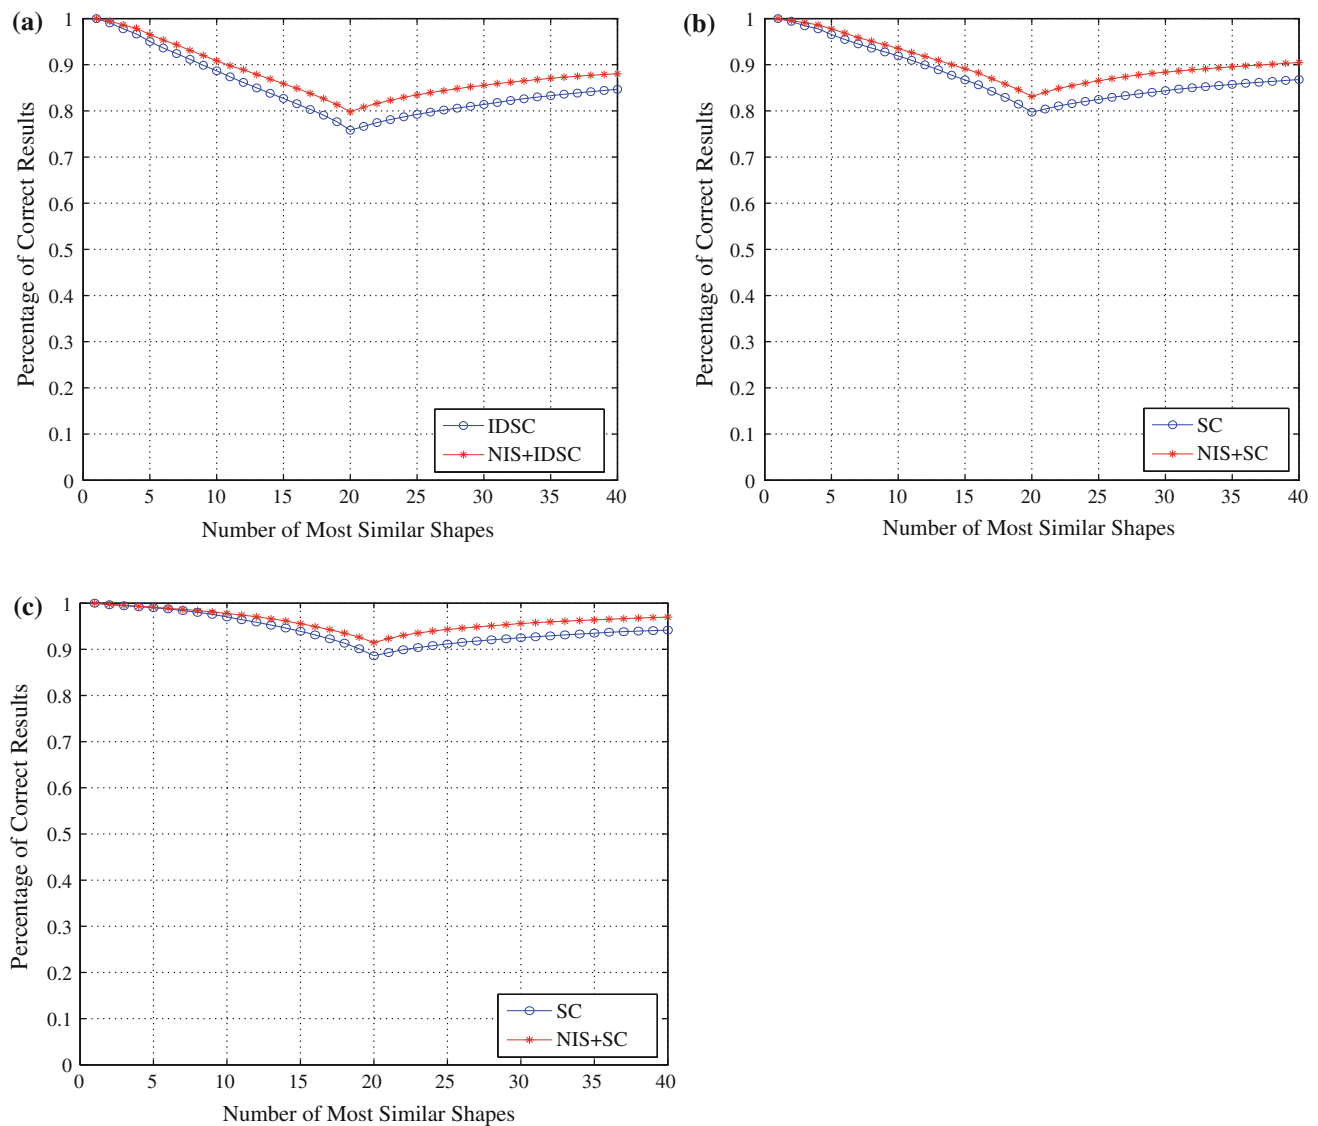 (a)
1
0.9
0.8
0.7
0.6
0.5
0.4
0.3
0.2
0.1
0
Percentage of Correct Results
IDSC
NIS+IDSC
0 5 10 15 20 25 30 35 40
Number of Most Similar Shapes
(b)
1
0.9
0.8
0.7
0.6
0.5
0.4
0.3
0.2
0.1
0
Percentage of Correct Results
SC
NIS+SC
0 5 10 15 20 25 30 35 40
Number of Most Similar Shapes
(c)
1
0.9
0.8
0.7
0.6
0.5
0.4
0.3
0.2
0.1
0
Percentage of Correct Results
SC
NIS+SC
0 5 10 15 20 25 30 35 40
Number of Most Similar Shapes